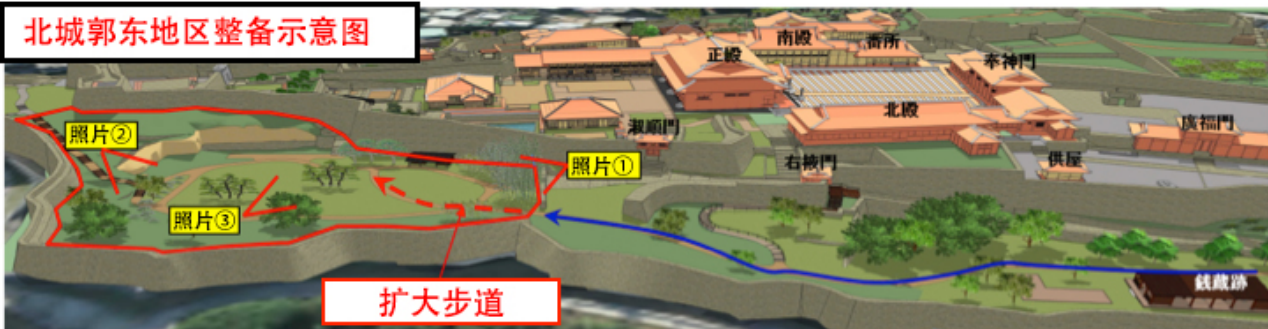 北城郭东地区整备示意图
正殿
南殿
番所
奉神門
北殿
廣福門
淑順門
右掖門
供屋
銭蔵跡
照片②
照片①
照片③
扩大步道